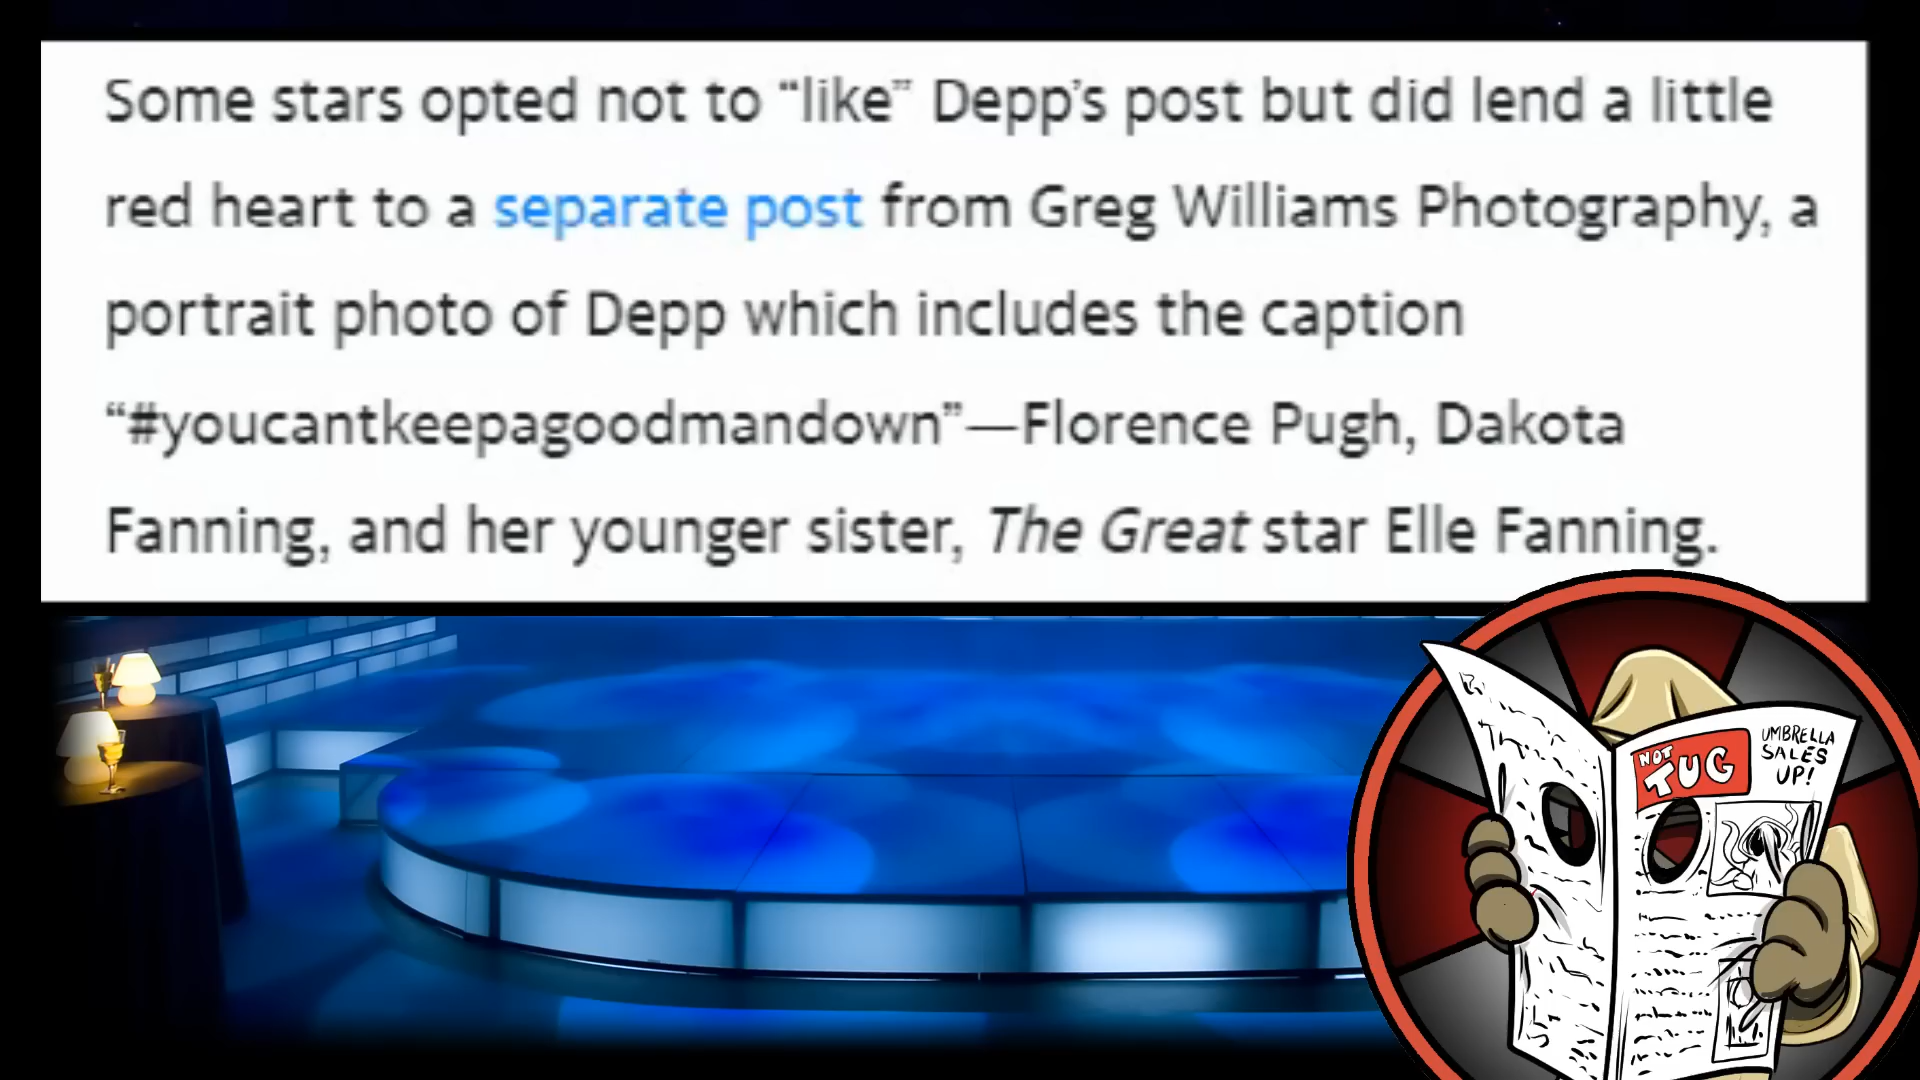 Some stars opted not to “like” Depp’s post but did lend a little
red heart to a separate post from Greg Williams Photography, a
portrait photo of Depp which includes the caption
“#youcantkeepagoodmandown”—Florence Pugh, Dakota
Fanning, and her younger sister, The Great star Elle Fanning.
NOT
TUG
UMBRELLA
SALES
UP!